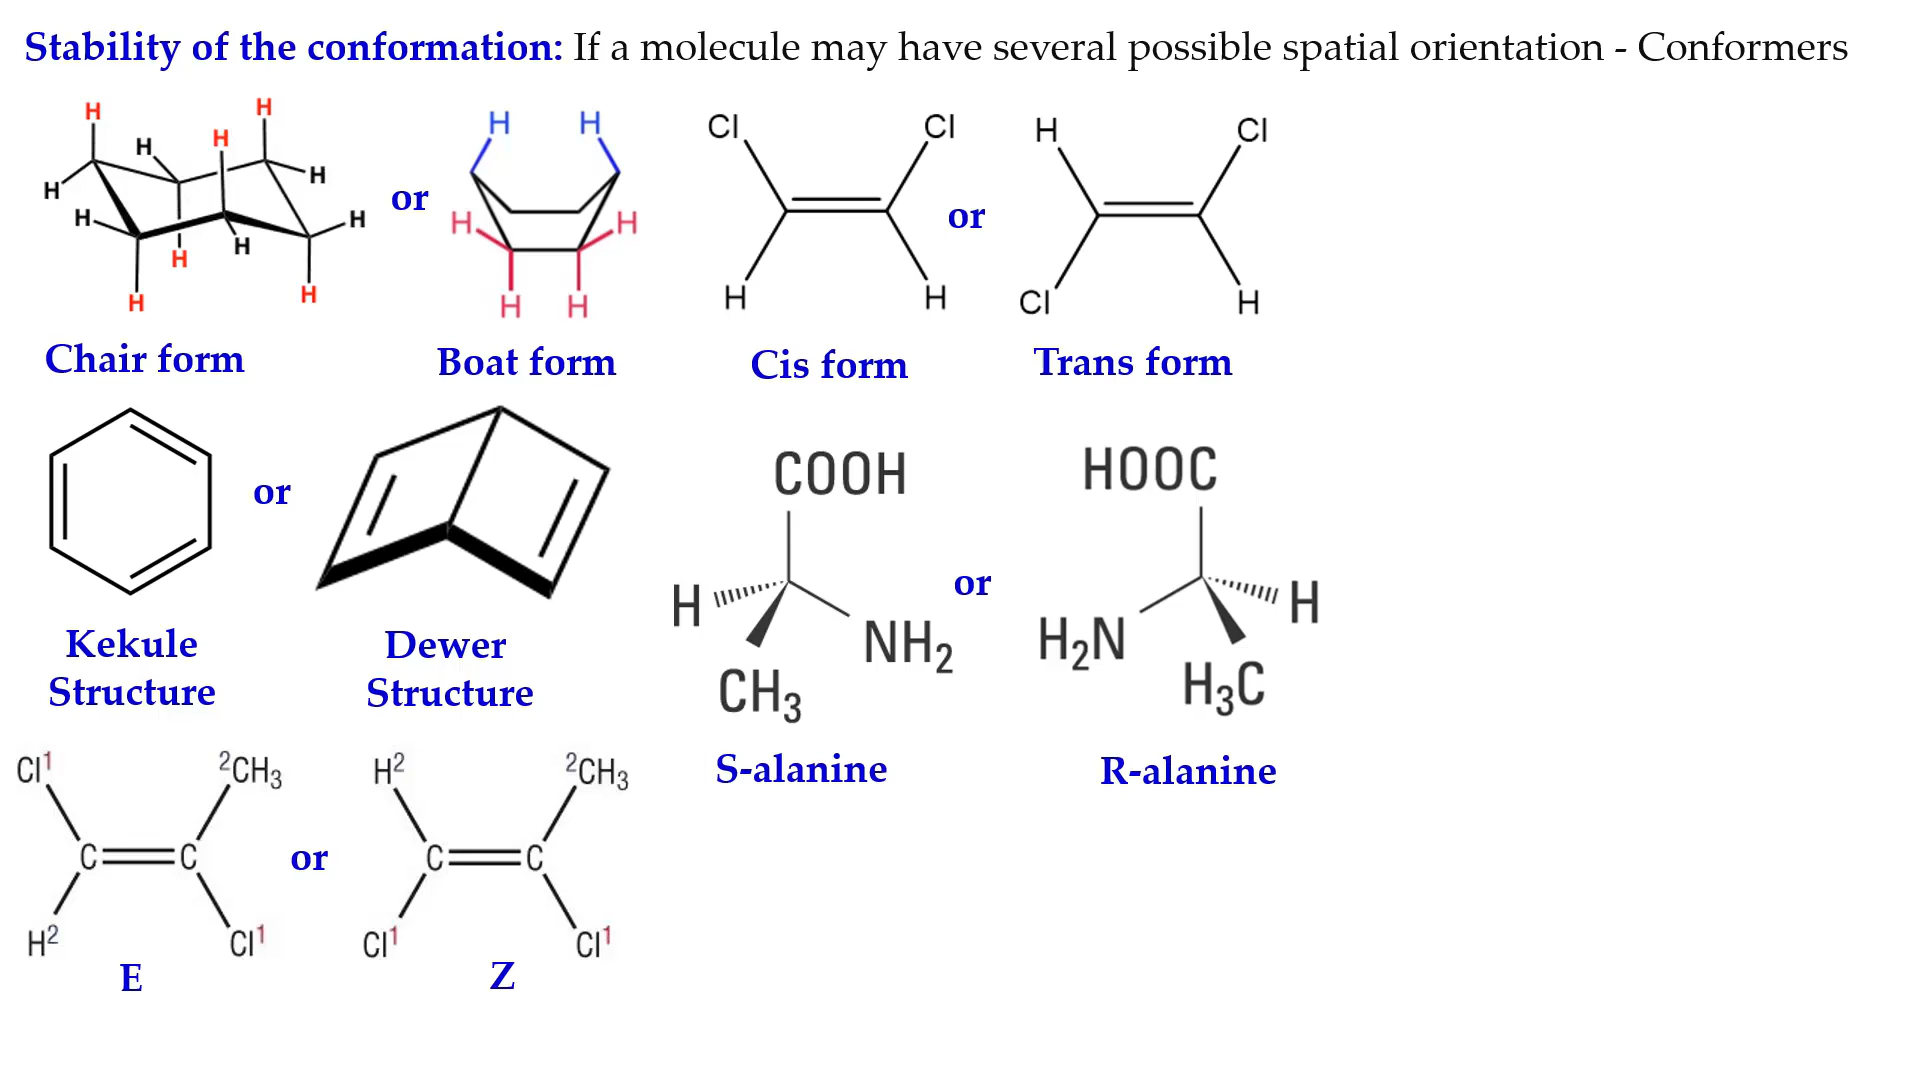 Stability of the conformation: If a molecule may have several possible spatial orientation - Conformers
H H H H
H H
H H H H
H H
H H
or
H H
H H
H H
Cl Cl
H H
or
H Cl
Cl H
Chair form
Boat form
Cis form
Trans form
or
COOH
H
NH₂
CH₃
or
HOOC
H
H₂N
H₃C
Kekule
Structure
Dewer
Structure
S-alanine
R-alanine
Cl¹ ²CH₃
C C
H² Cl¹
E
or
H² ²CH₃
C C
Cl¹ Cl¹
Z